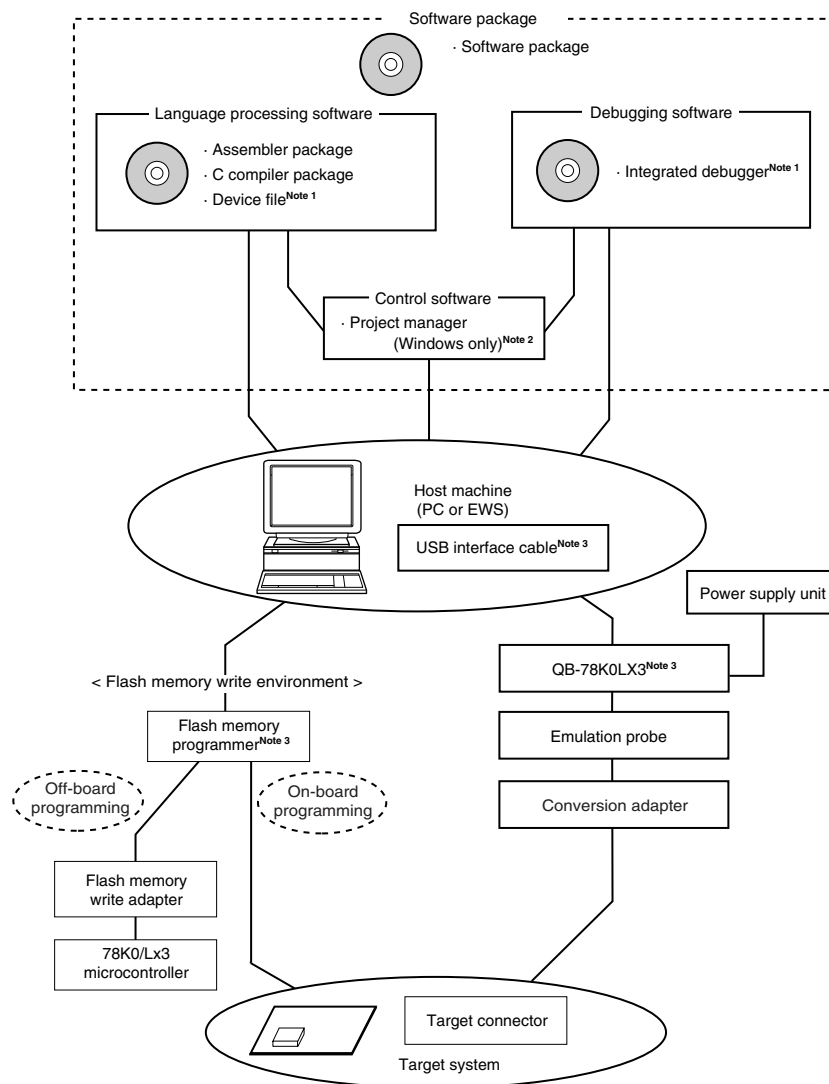 Software package
· Software package
Language processing software
· Assembler package
· C compiler package
· Device file Note 1
Debugging software
· Integrated debugger Note 1
Control software
· Project manager
(Windows only) Note 2
Host machine
(PC or EWS)
USB interface cable Note 3
Power supply unit
QB-78K0LX3 Note 3
< Flash memory write environment >
Flash memory
programmer Note 3
Emulation probe
Off-board
programming
On-board
programming
Conversion adapter
Flash memory
write adapter
78K0/Lx3
microcontroller
Target connector
Target system